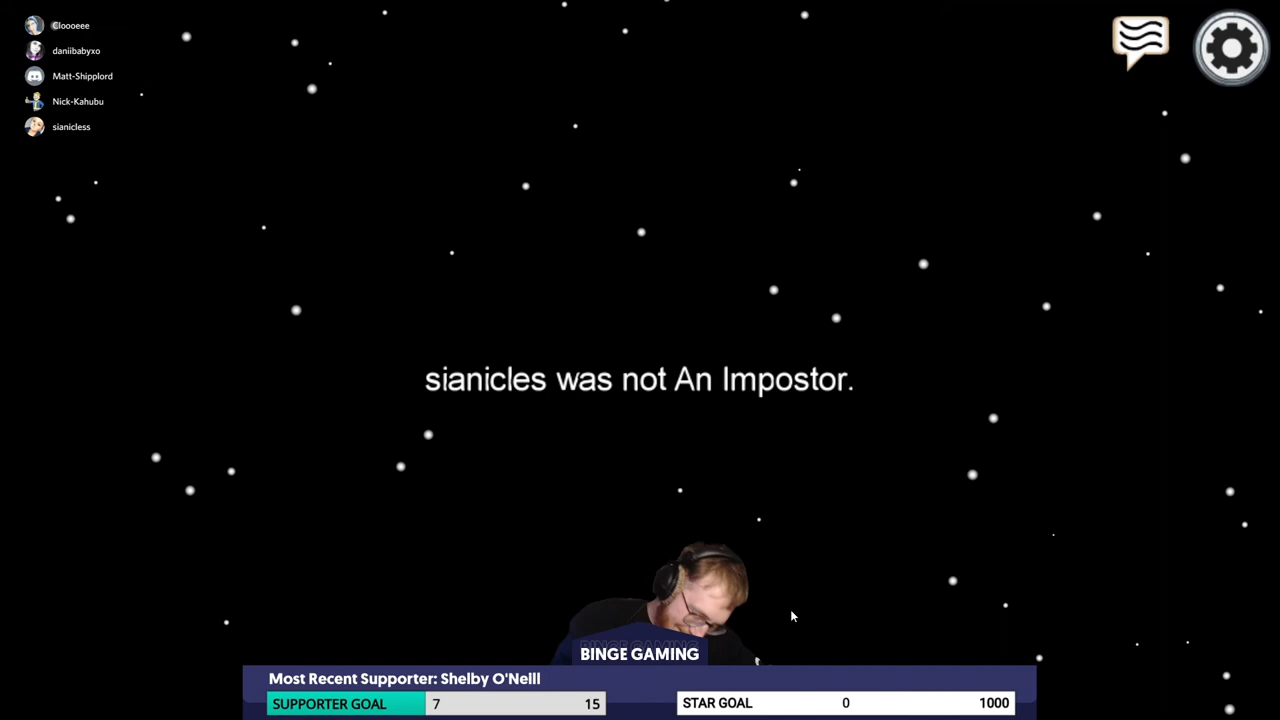 Cloooeee
daniibabyxo
Matt-Shipplord
Nick-Kahubu
sianicless
sianicles was not An Impostor.
BINGE GAMING
Most Recent Supporter: Shelby O'Neill
SUPPORTER GOAL 7 15
STAR GOAL 0 1000